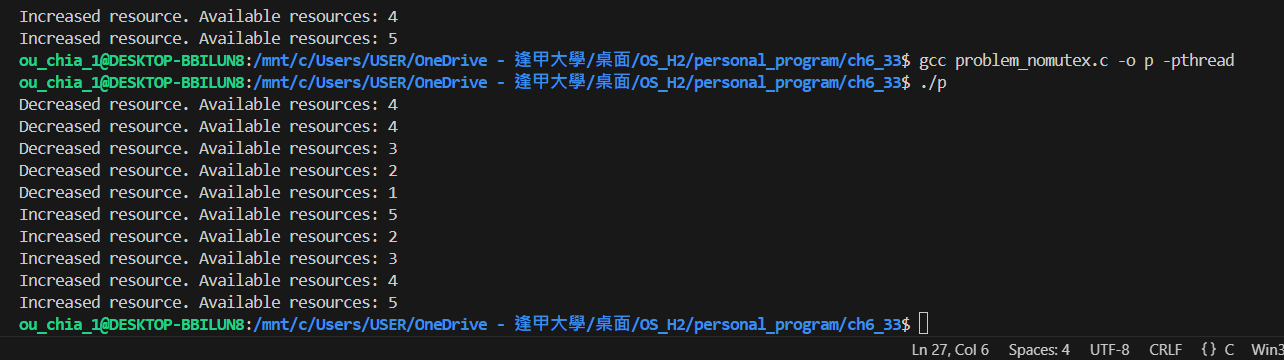 Increased resource. Available resources: 4
Increased resource. Available resources: 5
ou_chia_1@DESKTOP-BBILUN8:/mnt/c/Users/USER/OneDrive - 逢甲大學/桌面/OS_H2/personal_program/ch6_33$ gcc problem_nomutex.c -o p -pthread
ou_chia_1@DESKTOP-BBILUN8:/mnt/c/Users/USER/OneDrive - 逢甲大學/桌面/OS_H2/personal_program/ch6_33$ ./p
Decreased resource. Available resources: 4
Decreased resource. Available resources: 4
Decreased resource. Available resources: 3
Decreased resource. Available resources: 2
Decreased resource. Available resources: 1
Increased resource. Available resources: 5
Increased resource. Available resources: 2
Increased resource. Available resources: 3
Increased resource. Available resources: 4
Increased resource. Available resources: 5
ou_chia_1@DESKTOP-BBILUN8:/mnt/c/Users/USER/OneDrive - 逢甲大學/桌面/OS_H2/personal_program/ch6_33$
Ln 27, Col 6 Spaces: 4 UTF-8 CRLF {} C Win3